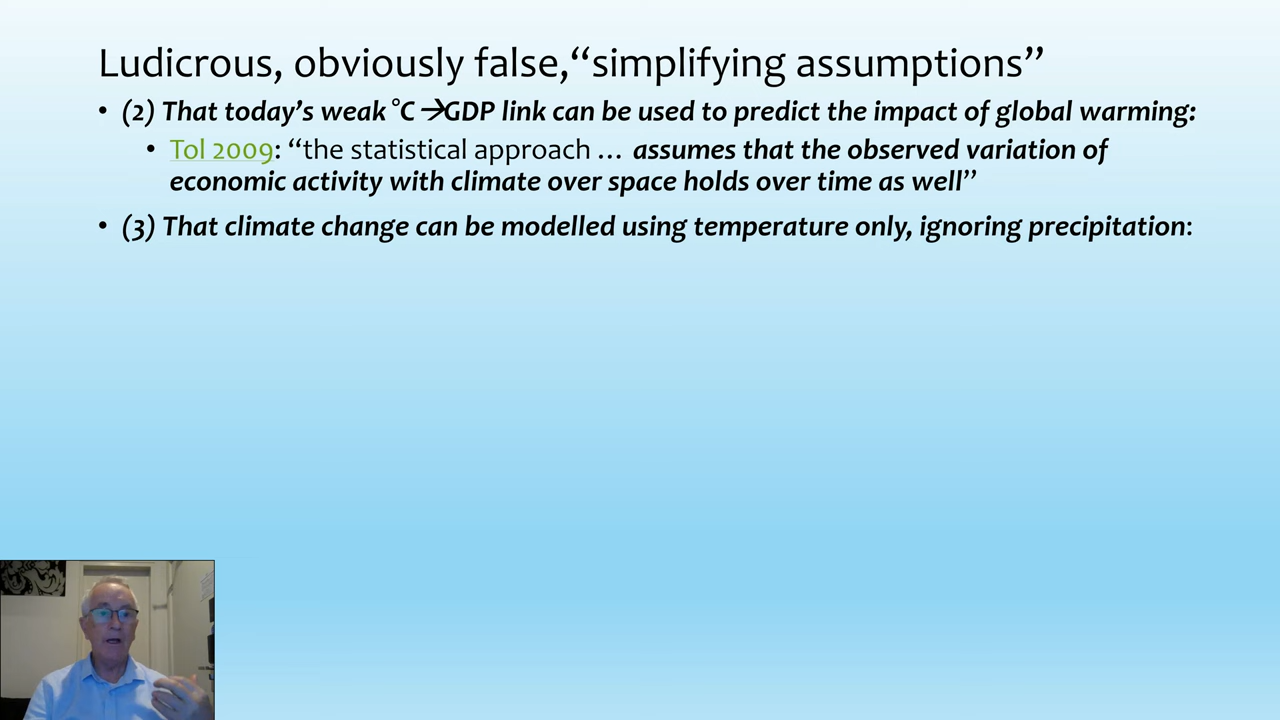 Ludicrous, obviously false,“simplifying assumptions”
• (2) That today’s weak °C→GDP link can be used to predict the impact of global warming:
• Tol 2009: “the statistical approach … assumes that the observed variation of
economic activity with climate over space holds over time as well”
• (3) That climate change can be modelled using temperature only, ignoring precipitation: